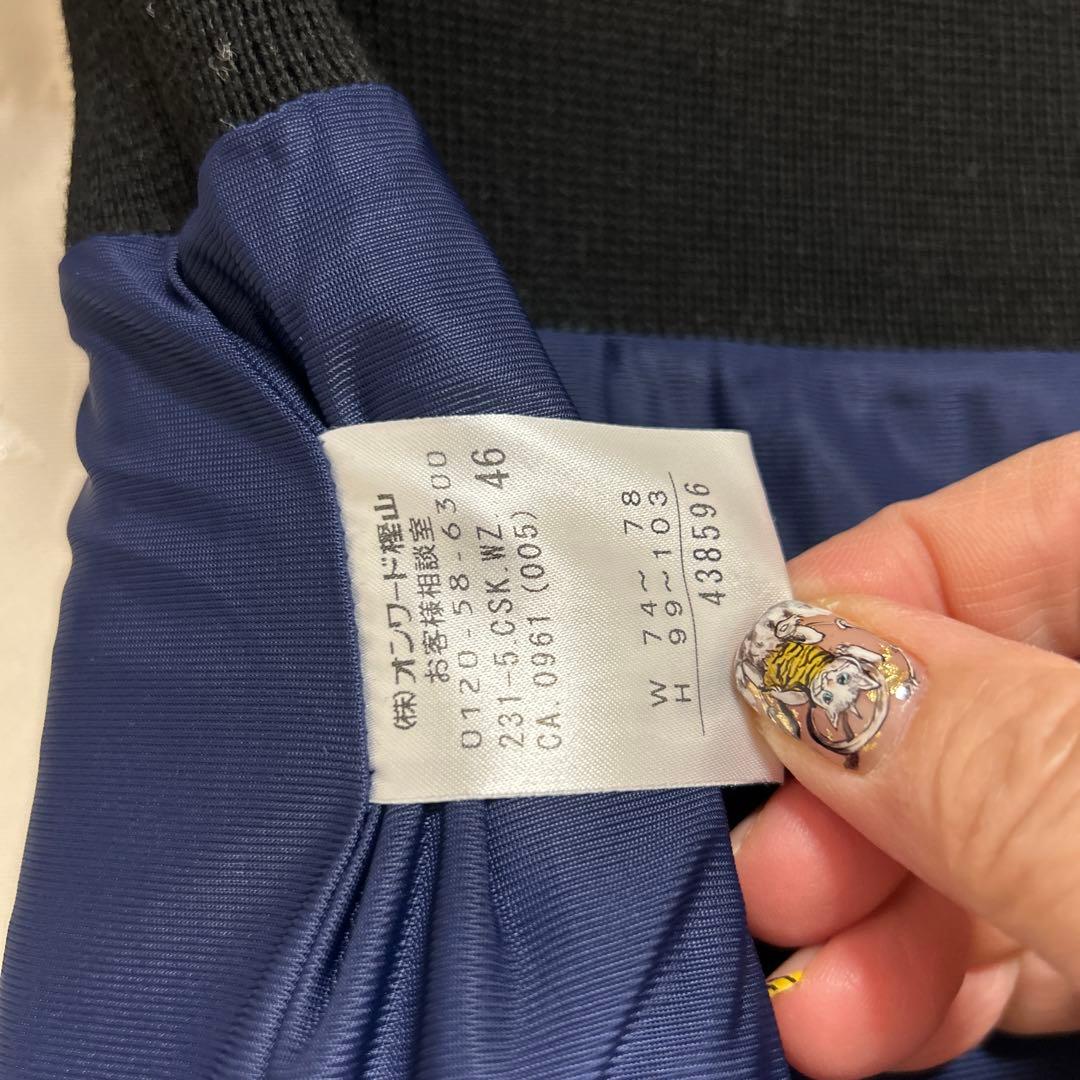 (株)オンワード樫山
お客様相談室
0120-58-6300
231-5.CSK.WZ. 46
CA.0961(005)
W 74〜 78
H 99〜103
438596